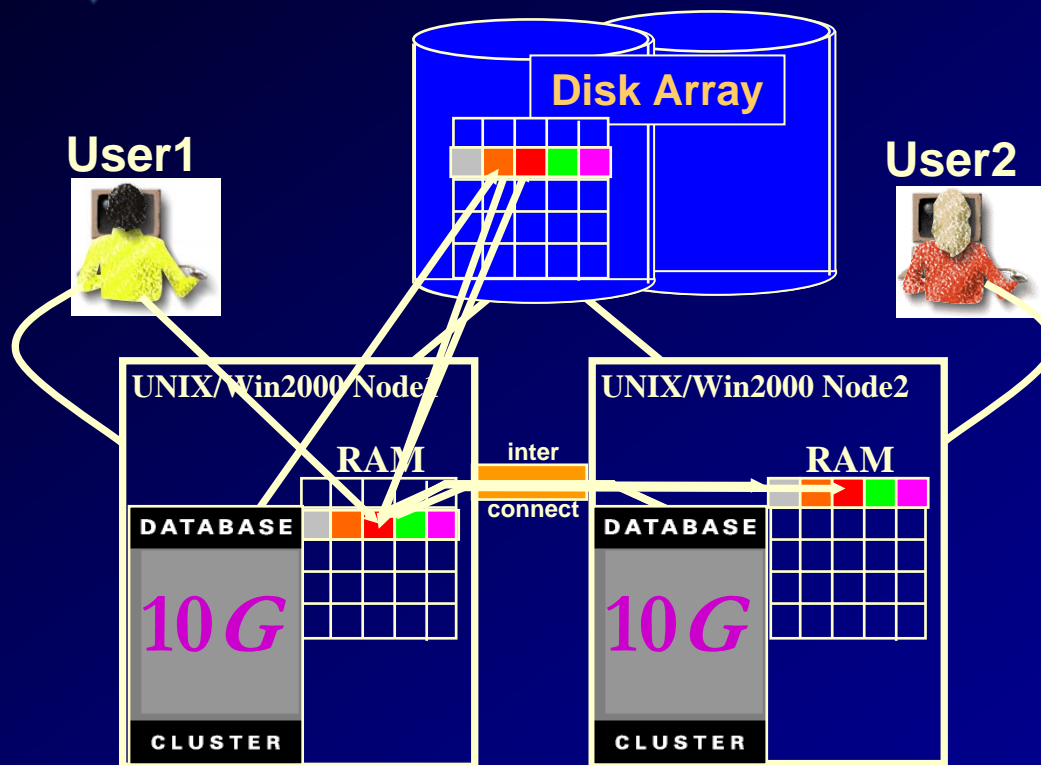 Disk Array
User1
User2
UNIX/Win2000 Node1
UNIX/Win2000 Node2
RAM
inter
connect
RAM
DATABASE
10G
CLUSTER
DATABASE
10G
CLUSTER